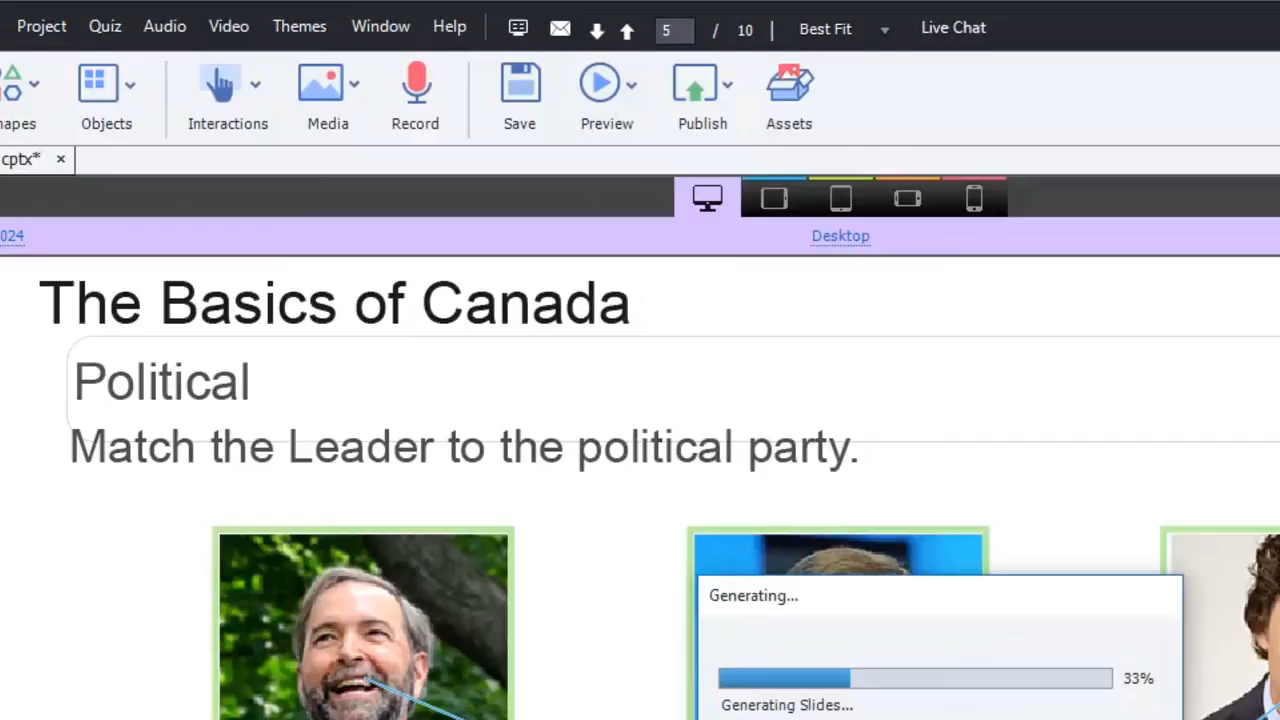 Project Quiz Audio Video Themes Window Help 5 / 10 | Best Fit Live Chat
hapes Objects Interactions Media Record Save Preview Publish Assets
cptx* ×
024 Desktop
The Basics of Canada
Political
Match the Leader to the political party.
Generating...
33%
Generating Slides...